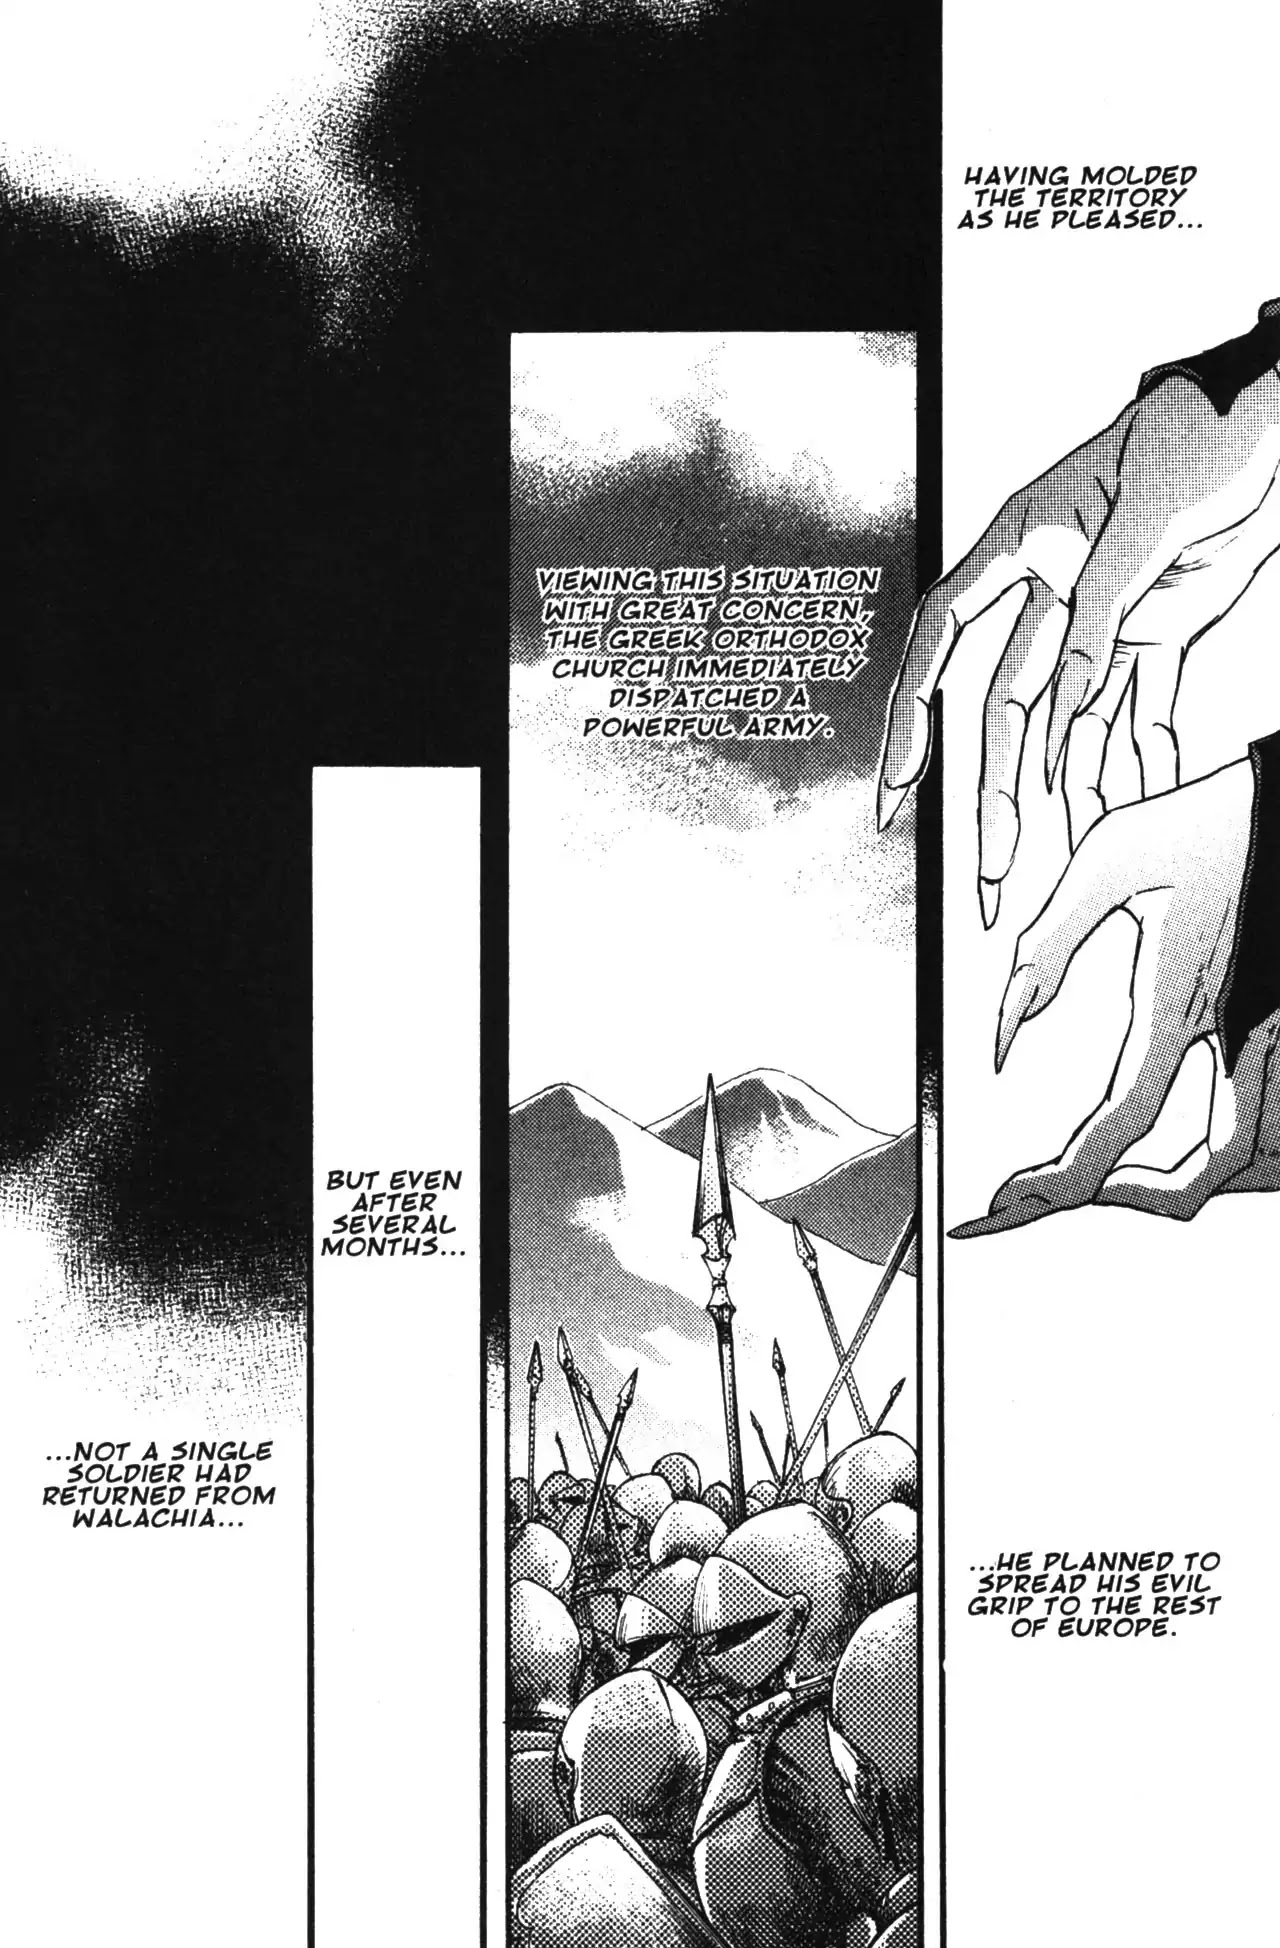 HAVING MOLDED
THE TERRITORY
AS HE PLEASED...
...HE PLANNED TO
SPREAD HIS EVIL
GRIP TO THE REST
OF EUROPE.
VIEWING THIS SITUATION
WITH GREAT CONCERN,
THE GREEK ORTHODOX
CHURCH IMMEDIATELY
DISPATCHED A
POWERFUL ARMY.
BUT EVEN
AFTER
SEVERAL
MONTHS...
...NOT A SINGLE
SOLDIER HAD
RETURNED FROM
WALACHIA...